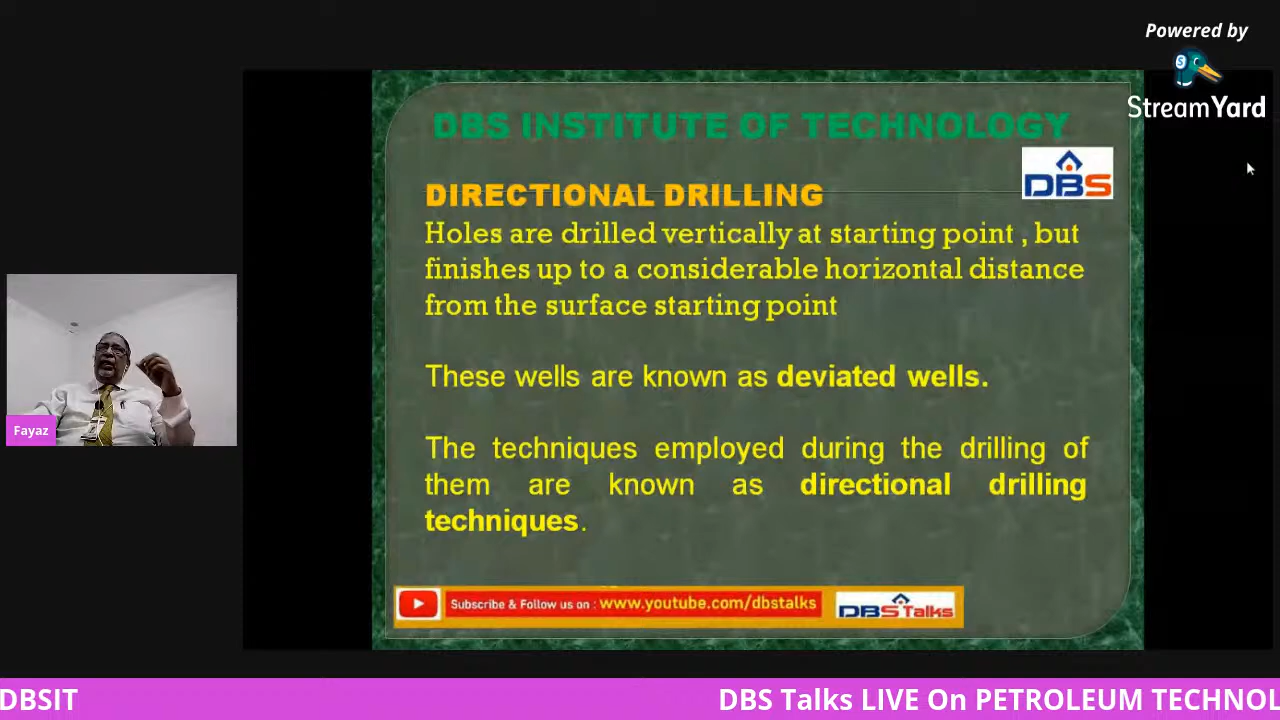 Powered by
StreamYard
DBS INSTITUTE OF TECHNOLOGY
DBS
DIRECTIONAL DRILLING
Holes are drilled vertically at starting point , but
finishes up to a considerable horizontal distance
from the surface starting point
These wells are known as deviated wells.
The techniques employed during the drilling of
them are known as directional drilling
techniques.
Fayaz
Subscribe & Follow us on : www.youtube.com/dbstalks
DBS Talks
DBSIT
DBS Talks LIVE On PETROLEUM TECHNOL